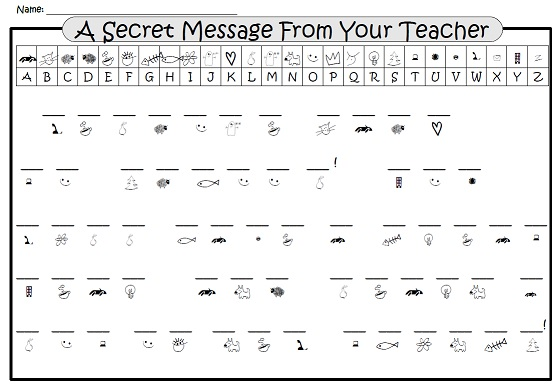 Name:
A Secret Message From Your Teacher
A B C D E F G H I J K L M N O P Q R S T U V W X Y Z
!
!